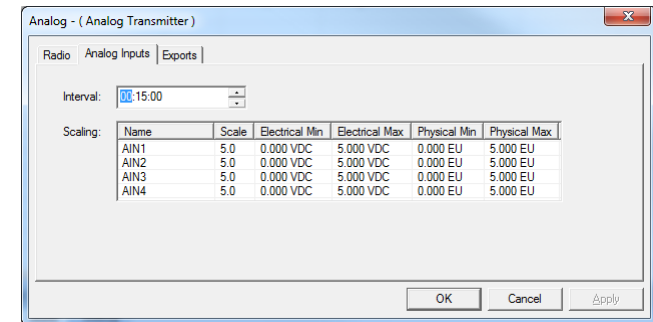 Analog - ( Analog Transmitter )
Radio Analog Inputs Exports
Interval: 00:15:00
Scaling: Name Scale Electrical Min Electrical Max Physical Min Physical Max
AIN1 5.0 0.000 VDC 5.000 VDC 0.000 EU 5.000 EU
AIN2 5.0 0.000 VDC 5.000 VDC 0.000 EU 5.000 EU
AIN3 5.0 0.000 VDC 5.000 VDC 0.000 EU 5.000 EU
AIN4 5.0 0.000 VDC 5.000 VDC 0.000 EU 5.000 EU
OK Cancel Apply